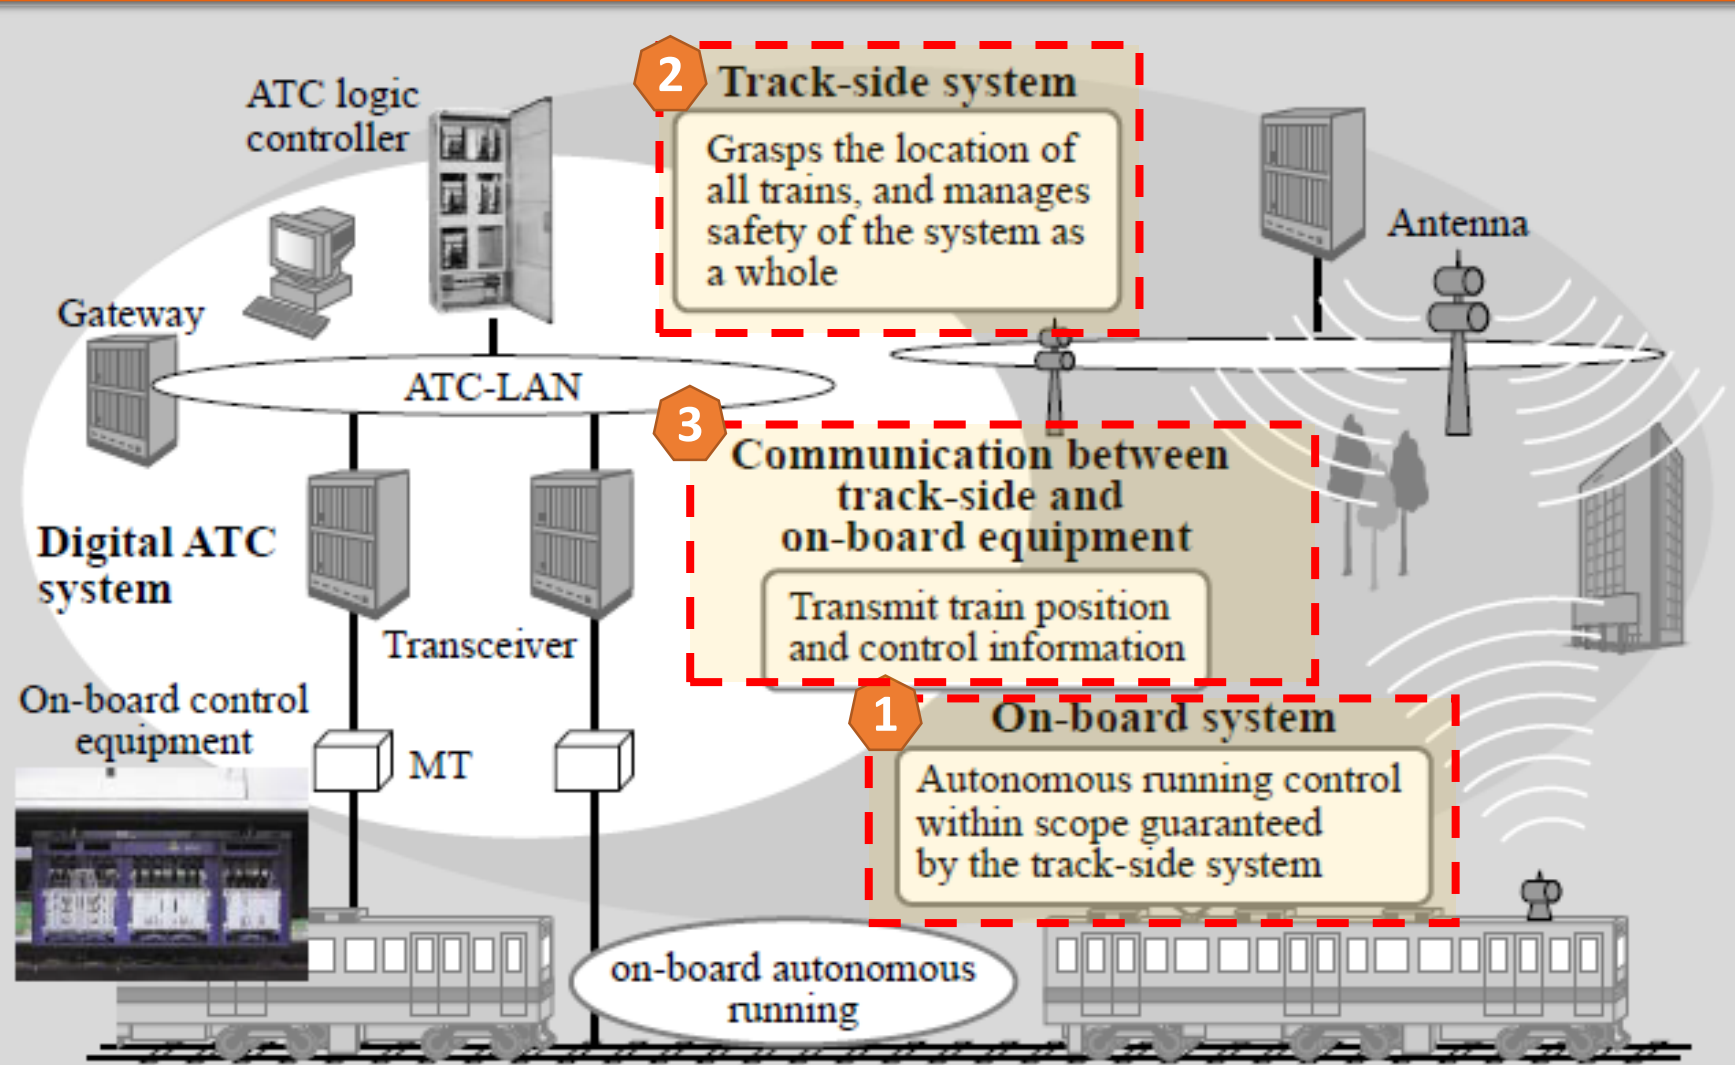 2
Track-side system
Grasps the location of
all trains, and manages
safety of the system as
a whole
ATC logic
controller
Antenna
Gateway
ATC-LAN
3
Communication between
track-side and
on-board equipment
Transmit train position
and control information
Digital ATC
system
Transceiver
On-board control
equipment
MT
1
On-board system
Autonomous running control
within scope guaranteed
by the track-side system
on-board autonomous
running